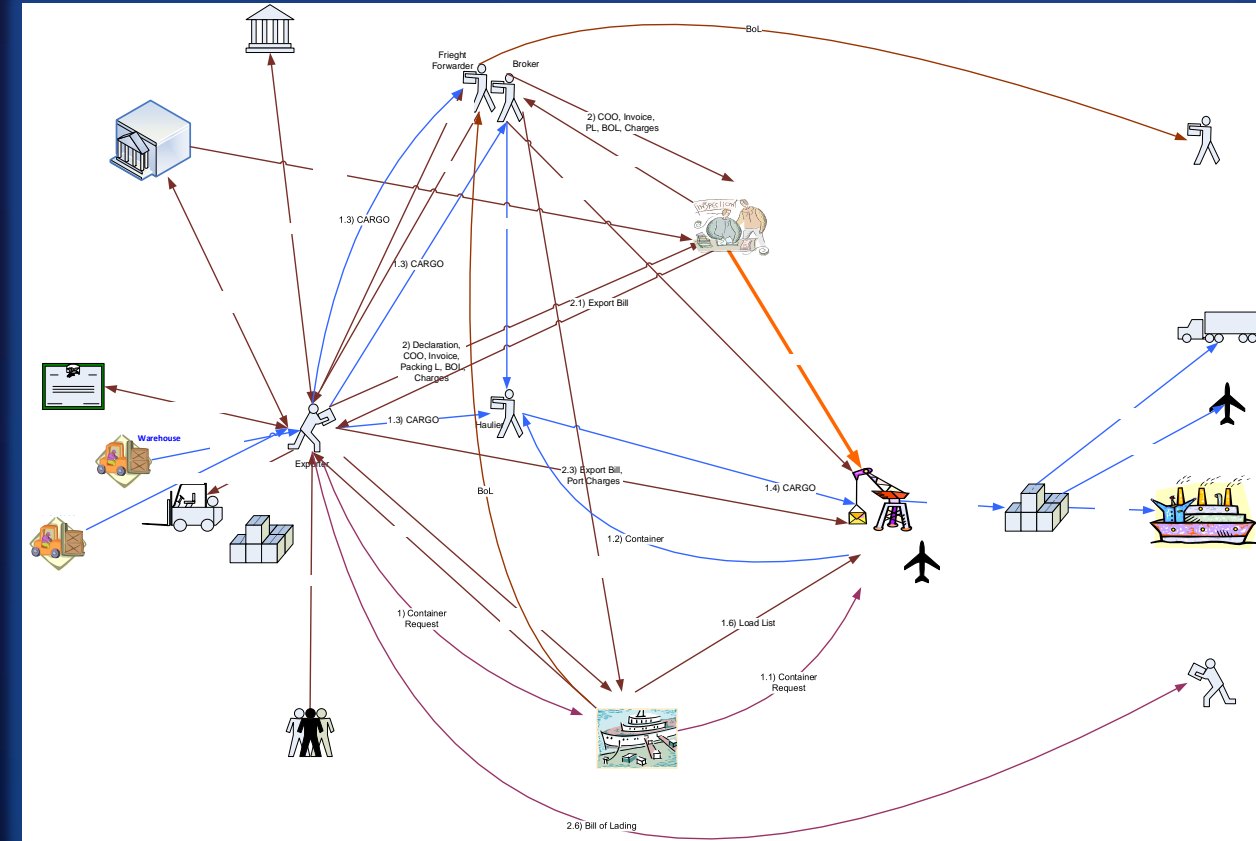 BoL
Frieght
Forwarder
Broker
2) COO, Invoice,
PL, BOL, Charges
INSPECTION
1.3) CARGO
1.3) CARGO
2.1) Export Bill
2) Declaration,
COO, Invoice,
Packing L, BOL,
Charges
1.3) CARGO
Haulier
Warehouse
Exporter
2.3) Export Bill,
Port Charges
1.4) CARGO
BoL
1.2) Container
1) Container
Request
1.6) Load List
1.1) Container
Request
2.6) Bill of Lading